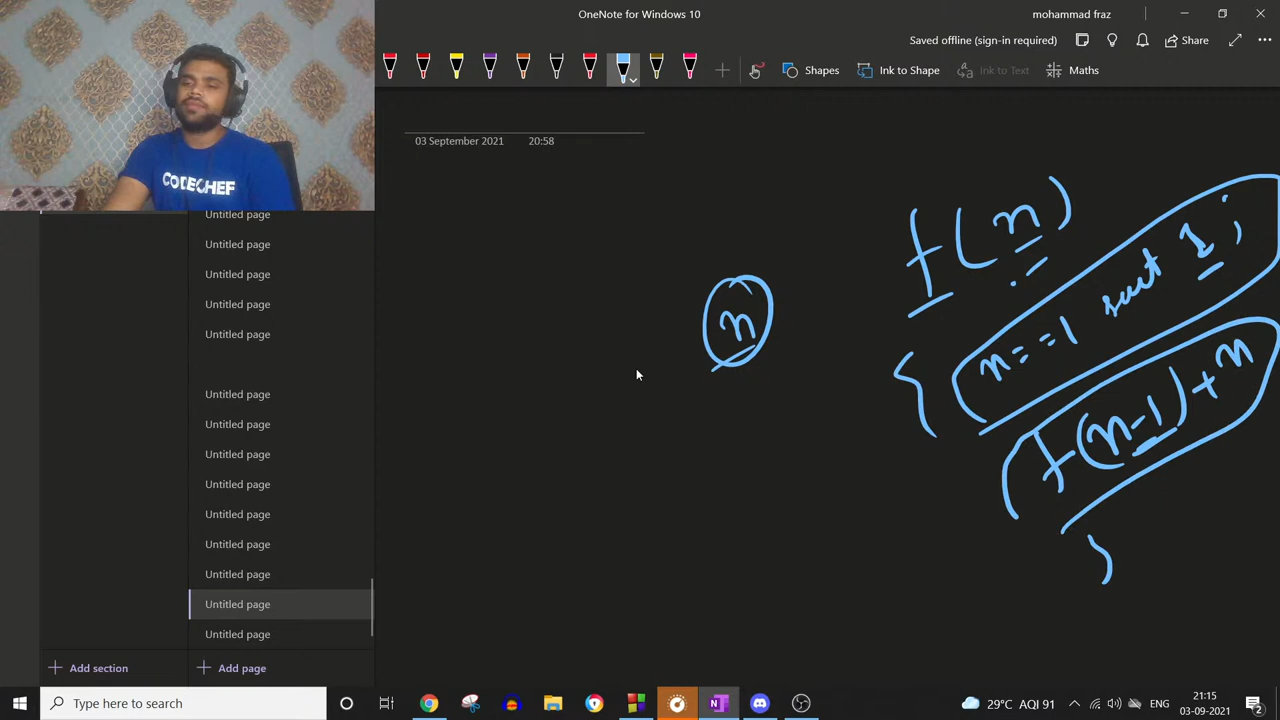 OneNote for Windows 10
mohammad fraz
Saved offline (sign-in required)
Share
Shapes
Ink to Shape
Ink to Text
Maths
CODECHEF
03 September 2021 20:58
Untitled page
Untitled page
Untitled page
Untitled page
Untitled page
Untitled page
Untitled page
Untitled page
Untitled page
Untitled page
Untitled page
Untitled page
Untitled page
Untitled page
n
f(n)
{
n==1 1;
f(n-1)+n
}
Add section
Add page
Type here to search
29°C AQI 91
ENG
21:15
03-09-2021
2